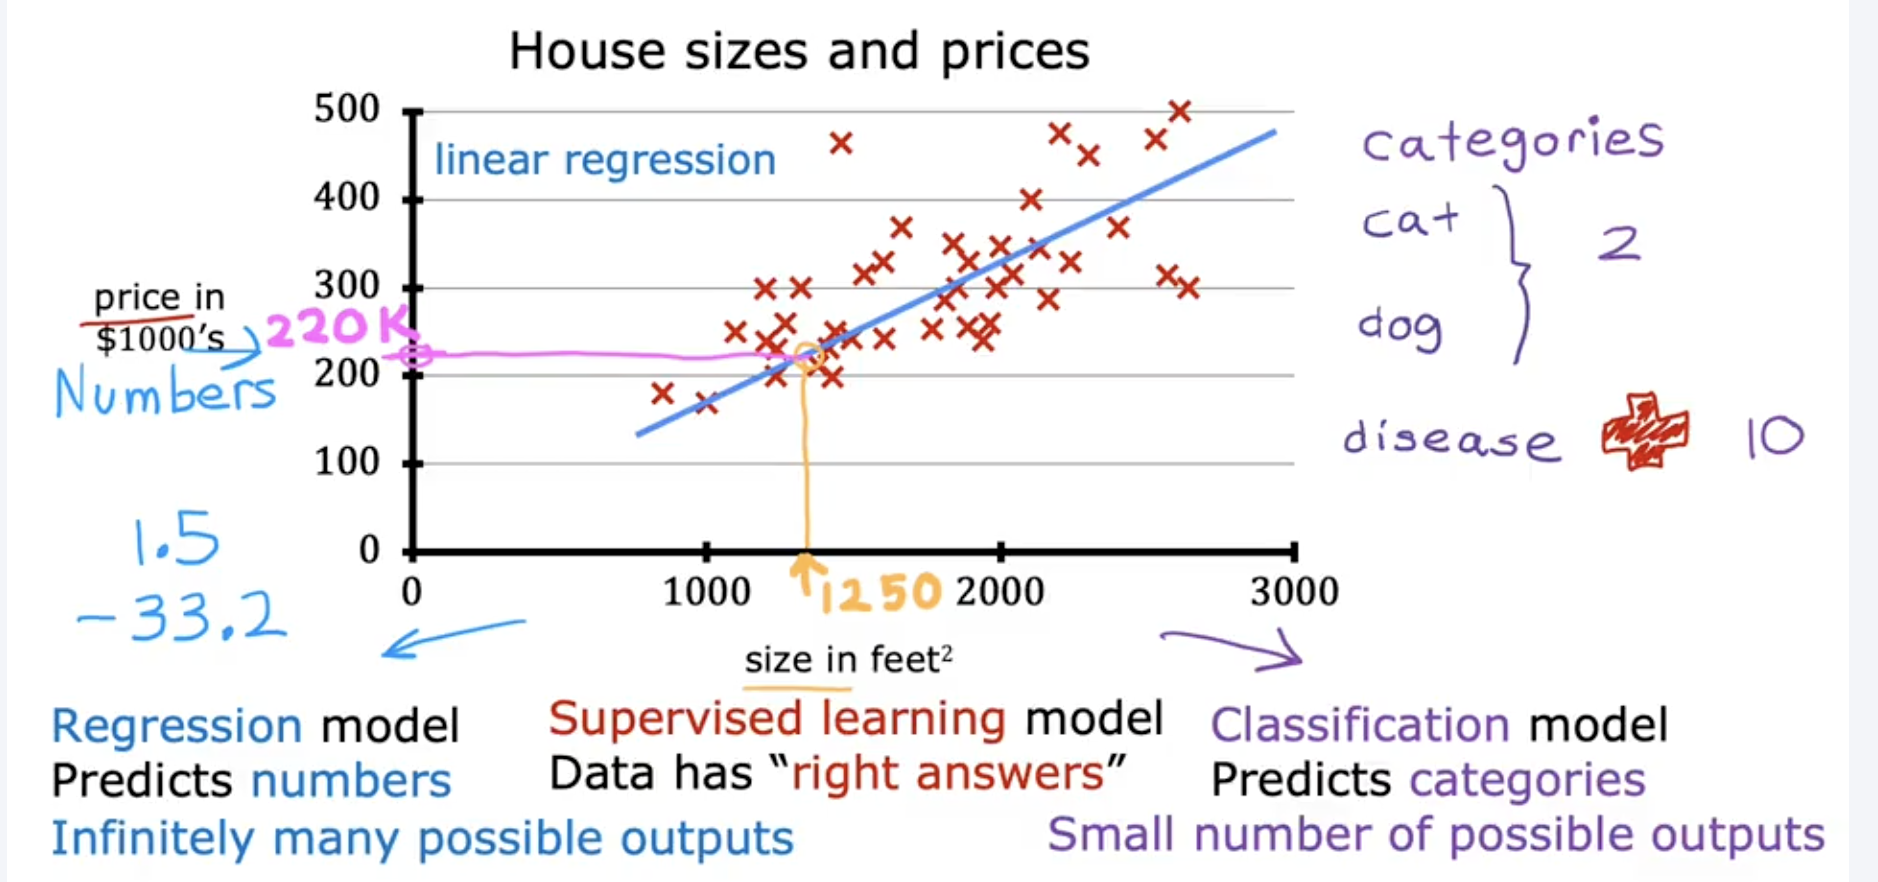 House sizes and prices
500
linear regression
400
300
200
100
0
price in
$1000's
220K
Numbers
1.5
-33.2
0
1000
1250
2000
3000
size in feet²
categories
cat
dog
2
disease
10
Regression model
Predicts numbers
Infinitely many possible outputs
Supervised learning model
Data has “right answers”
Classification model
Predicts categories
Small number of possible outputs